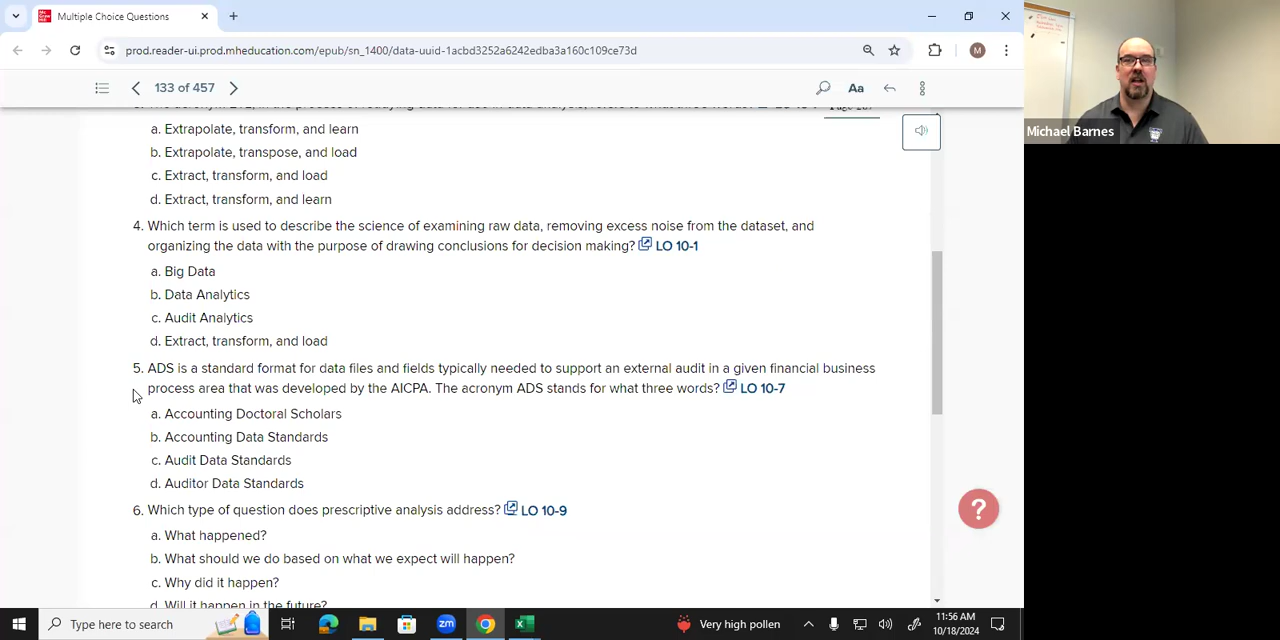 Multiple Choice Questions
prod.reader-ui.prod.mheducation.com/epub/sn_1400/data-uuid-1acbd3252a6242edba3a160c109ce73d
M
133 of 457
Aa
a. Extrapolate, transform, and learn
b. Extrapolate, transpose, and load
c. Extract, transform, and load
d. Extract, transform, and learn
4. Which term is used to describe the science of examining raw data, removing excess noise from the dataset, and
organizing the data with the purpose of drawing conclusions for decision making? LO 10-1
a. Big Data
b. Data Analytics
c. Audit Analytics
d. Extract, transform, and load
5. ADS is a standard format for data files and fields typically needed to support an external audit in a given financial business
process area that was developed by the AICPA. The acronym ADS stands for what three words? LO 10-7
a. Accounting Doctoral Scholars
b. Accounting Data Standards
c. Audit Data Standards
d. Auditor Data Standards
6. Which type of question does prescriptive analysis address? LO 10-9
a. What happened?
b. What should we do based on what we expect will happen?
c. Why did it happen?
d. Will it happen in the future?
?
Michael Barnes
Type here to search
zm
Very high pollen
11:56 AM
10/18/2024